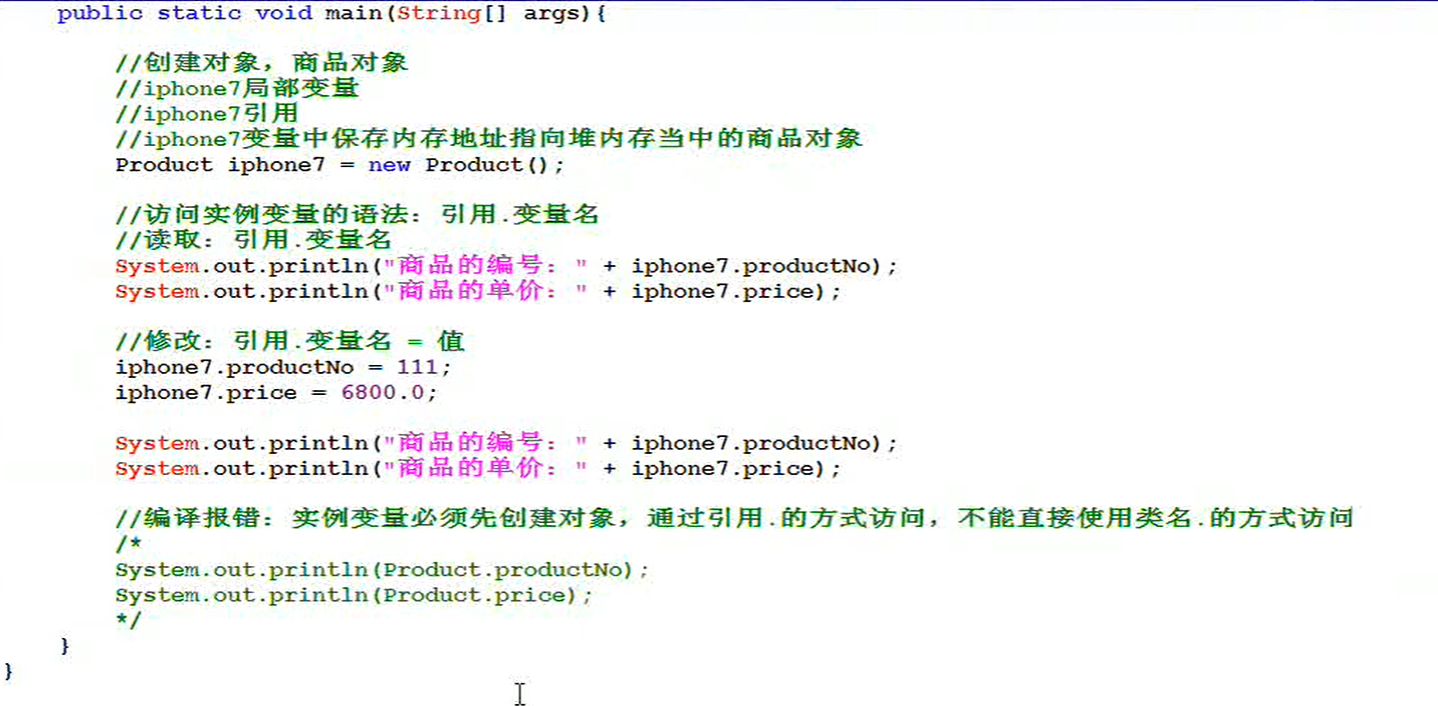 public static void main(String[] args){
//创建对象，商品对象
//iphone7局部变量
//iphone7引用
//iphone7变量中保存内存地址指向堆内存当中的商品对象
Product iphone7 = new Product();
//访问实例变量的语法：引用.变量名
//读取：引用.变量名
System.out.println("商品的编号：" + iphone7.productNo);
System.out.println("商品的单价：" + iphone7.price);
//修改：引用.变量名 = 值
iphone7.productNo = 111;
iphone7.price = 6800.0;
System.out.println("商品的编号：" + iphone7.productNo);
System.out.println("商品的单价：" + iphone7.price);
//编译报错：实例变量必须先创建对象，通过引用.的方式访问，不能直接使用类名.的方式访问
/*
System.out.println(Product.productNo);
System.out.println(Product.price);
*/
}
}